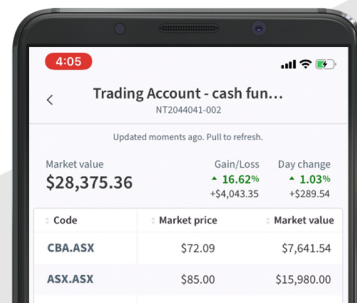 4:05
Trading Account - cash fun...
NT2044041-002
Updated moments ago. Pull to refresh.
Market value Gain/Loss Day change
$28,375.36 16.62% 1.03%
+$4,043.35 +$289.54
Code Market price Market value
CBA.ASX $72.09 $7,641.54
ASX.ASX $85.00 $15,980.00